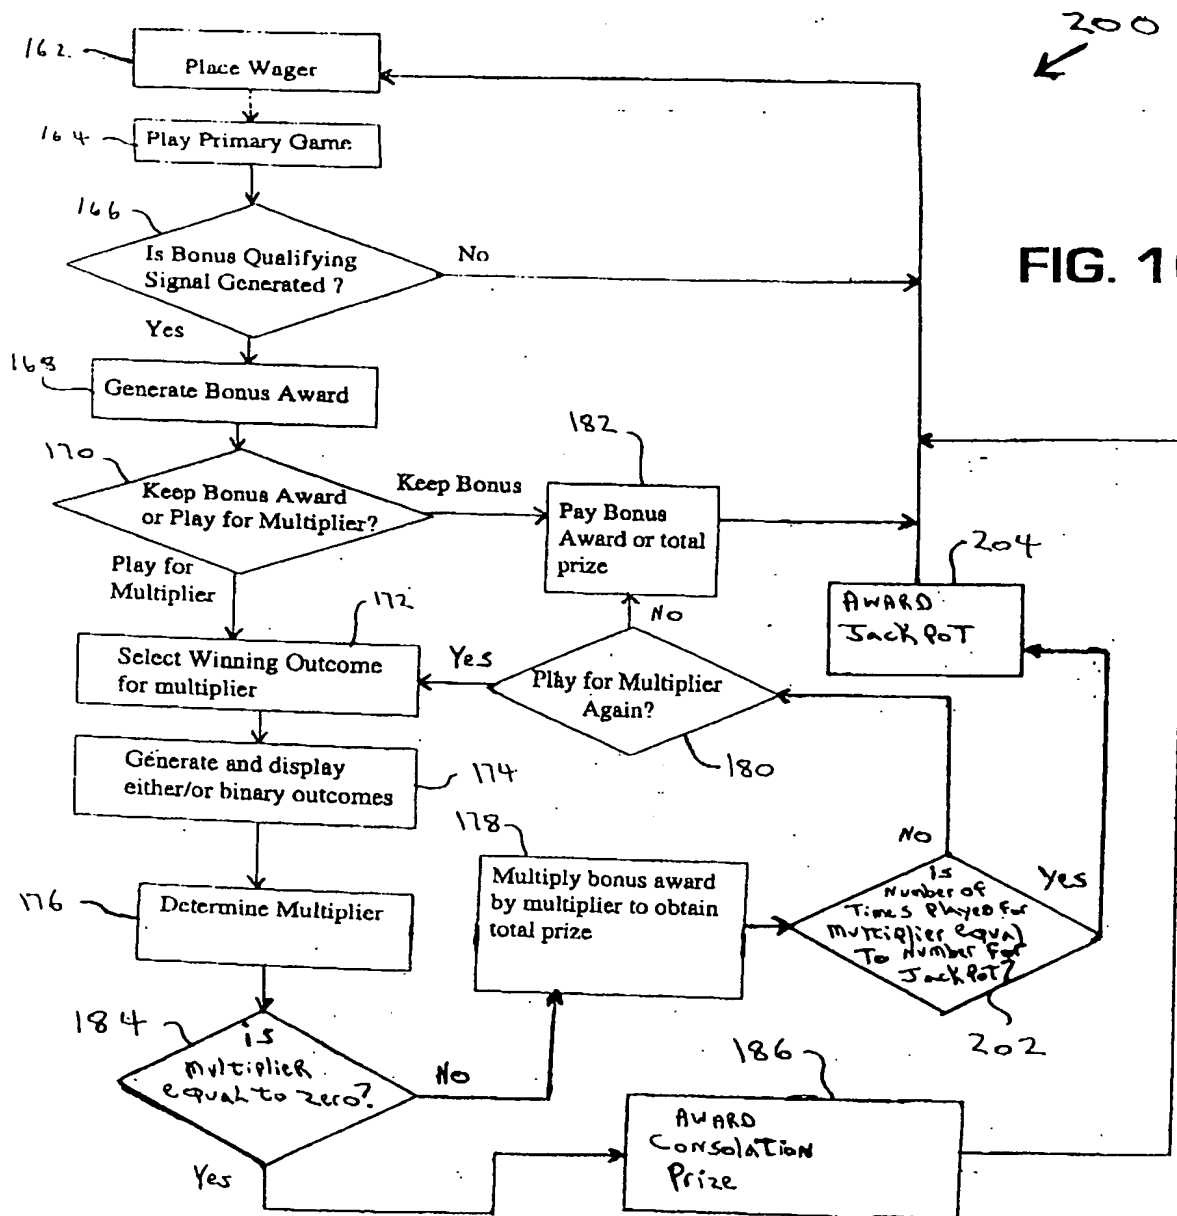 200
162.
Place Wager
164
Play Primary Game
166
Is Bonus Qualifying
Signal Generated ?
No
FIG. 1
Yes
168
Generate Bonus Award
170
Keep Bonus Award
or Play for Multiplier?
Keep Bonus
182
Pay Bonus
Award or total
prize
204
AWARD
JackPoT
Play for
Multiplier
172
Select Winning Outcome
for multiplier
Yes
No
Play for Multiplier
Again?
180
Generate and display
either/or binary outcomes
174
178
Multiply bonus award
by multiplier to obtain
total prize
No
Yes
Is
Number of
Times Played for
Multiplier equal
To Number For
JackPoT?
202
176
Determine Multiplier
184
is
Multiplier
equal to zero?
No
Yes
186
AWARD
Consolation
Prize